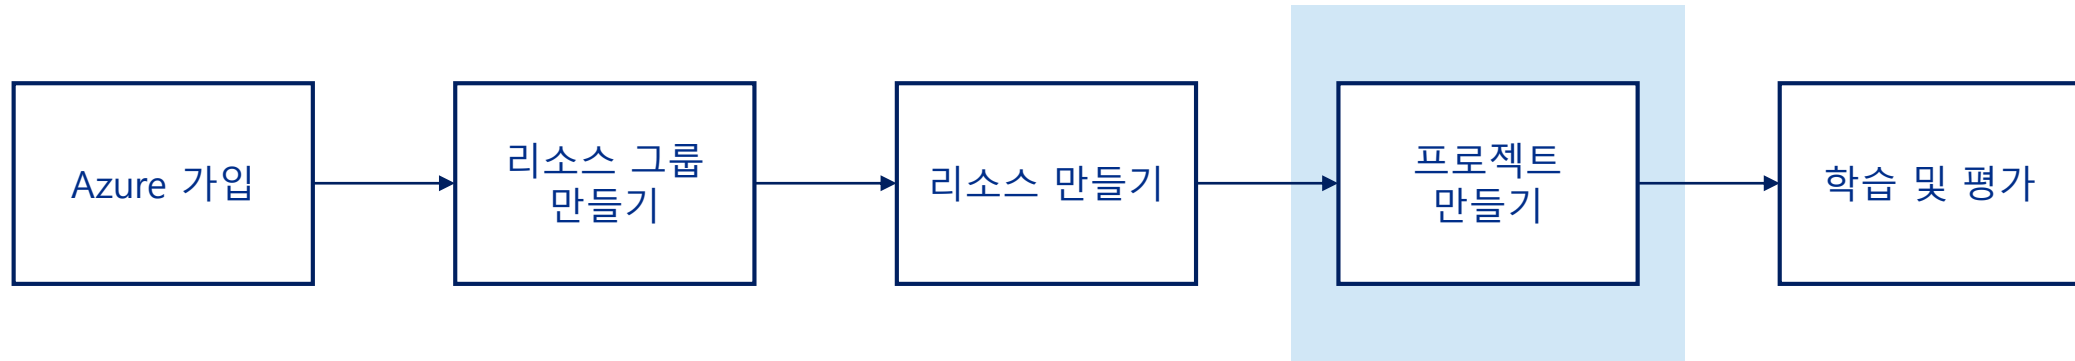 Azure 가입
리소스 그룹
만들기
리소스 만들기
프로젝트
만들기
학습 및 평가